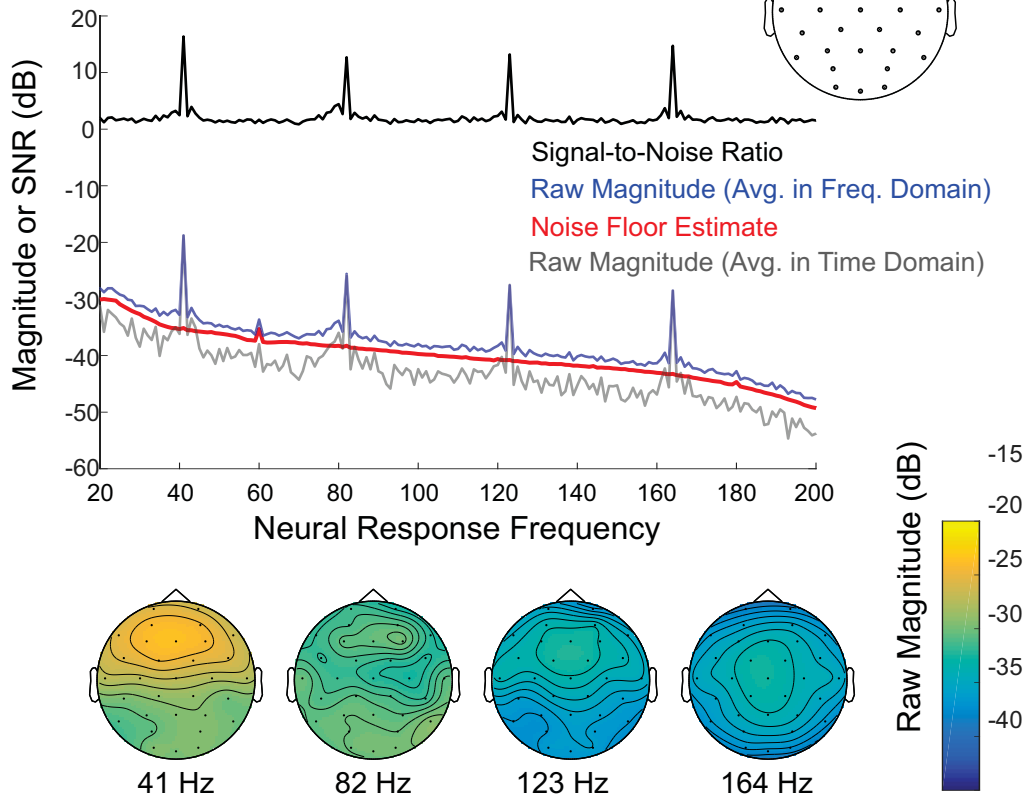 Magnitude or SNR (dB)
20
10
0
-10
-20
-30
-40
-50
-60
Signal-to-Noise Ratio
Raw Magnitude (Avg. in Freq. Domain)
Noise Floor Estimate
Raw Magnitude (Avg. in Time Domain)
20 40 60 80 100 120 140 160 180 200
Neural Response Frequency
Raw Magnitude (dB)
-15
-20
-25
-30
-35
-40
41 Hz 82 Hz 123 Hz 164 Hz